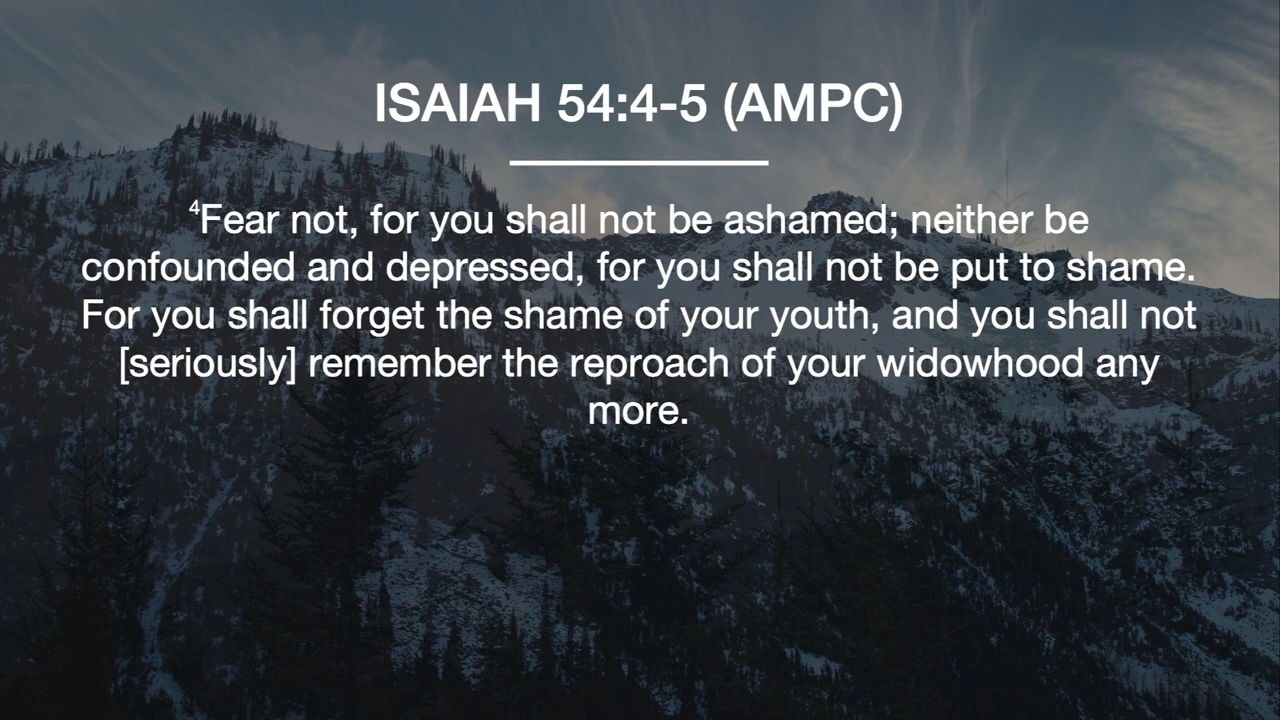 ISAIAH 54:4-5 (AMPC)
⁴Fear not, for you shall not be ashamed; neither be
confounded and depressed, for you shall not be put to shame.
For you shall forget the shame of your youth, and you shall not
[seriously] remember the reproach of your widowhood any
more.